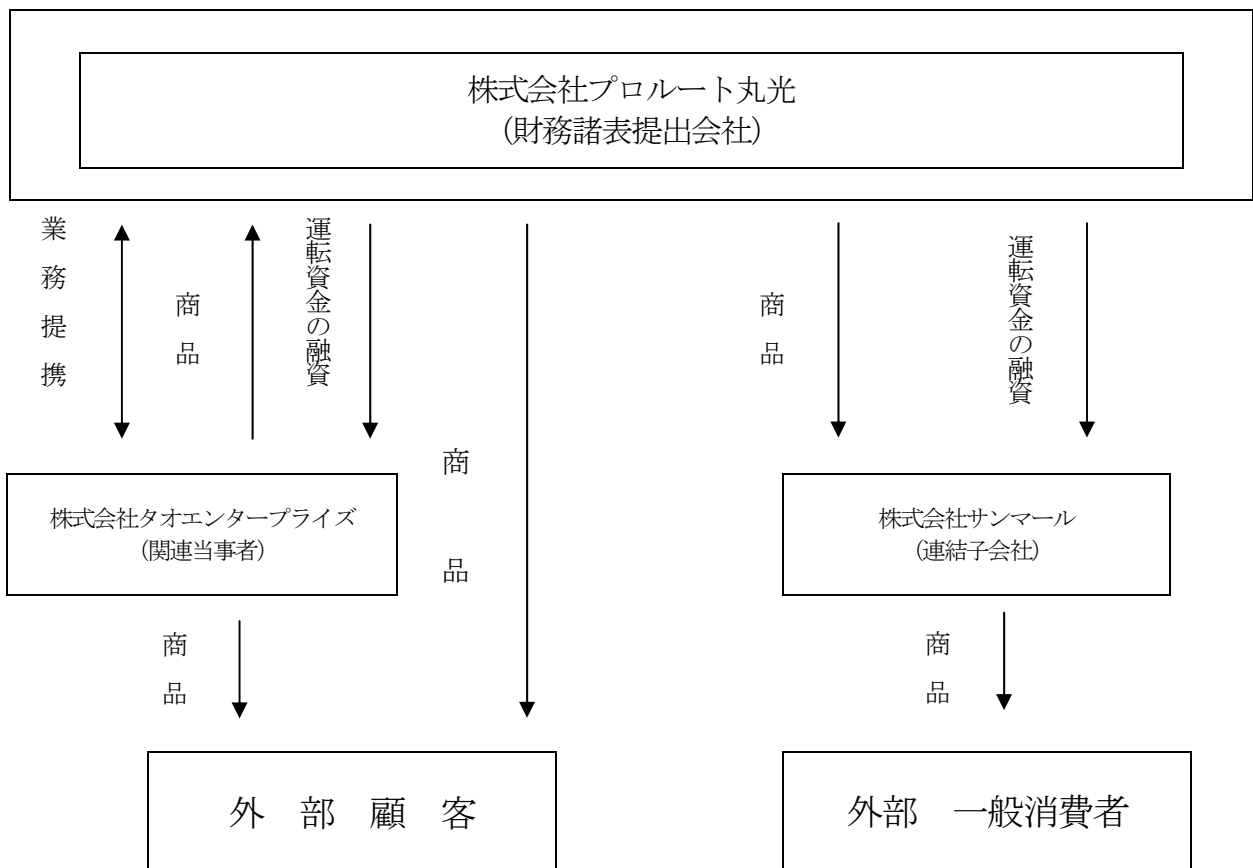 株式会社プロルート丸光
（財務諸表提出会社）
業務提携
商品
運転資金の融資
商品
商品
運転資金の融資
株式会社タオエンタープライズ
（関連当事者）
株式会社サンマール
（連結子会社）
商品
商品
外 部 顧 客
外部 一般消費者